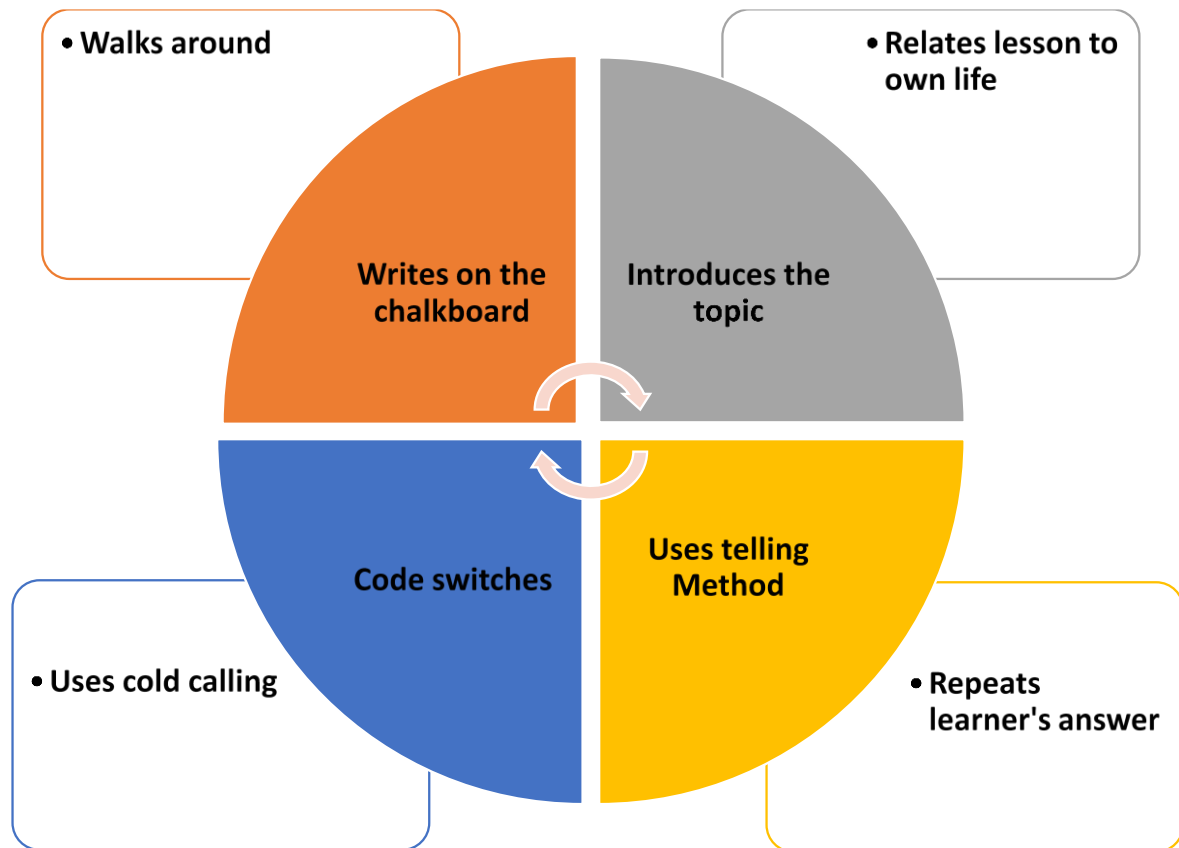 • Walks around
• Relates lesson to
own life
Writes on the
chalkboard
Introduces the
topic
Code switches
Uses telling
Method
• Uses cold calling
• Repeats
learner's answer